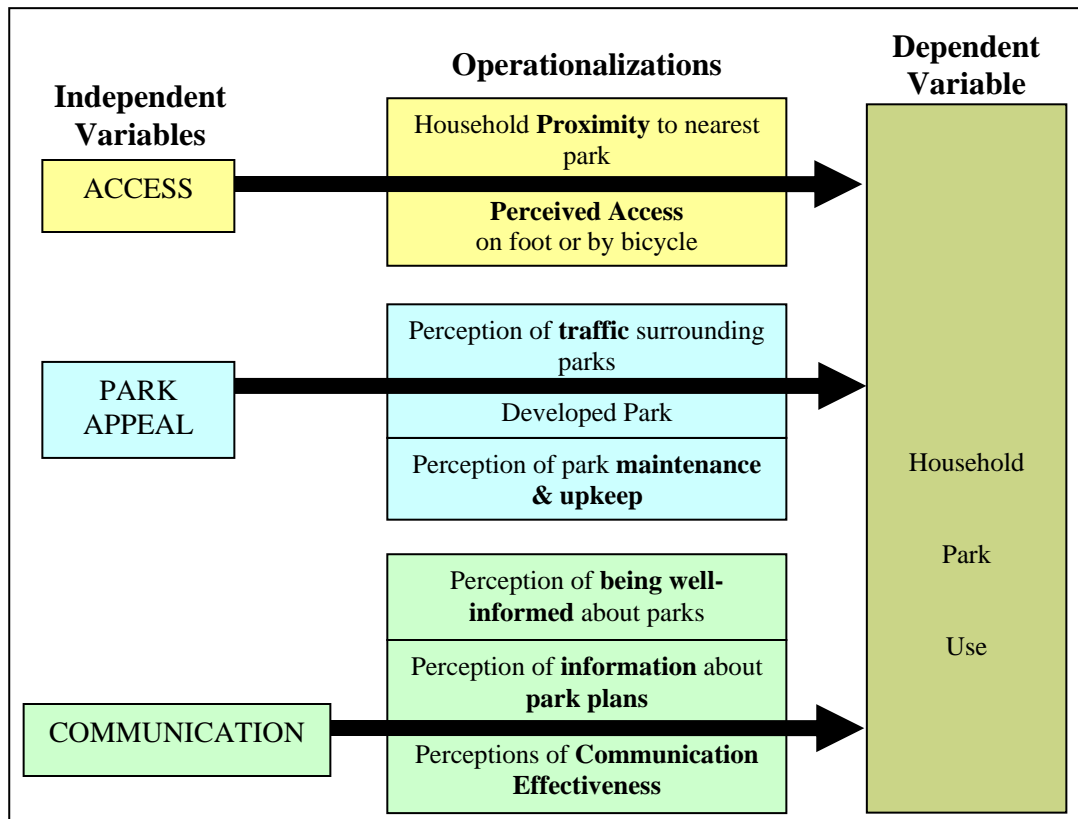 Independent
Variables
Operationalizations
Dependent
Variable
ACCESS
Household Proximity to nearest
park
Perceived Access
on foot or by bicycle
PARK
APPEAL
Perception of traffic surrounding
parks
Developed Park
Perception of park maintenance
& upkeep
COMMUNICATION
Perception of being well-
informed about parks
Perception of information about
park plans
Perceptions of Communication
Effectiveness
Household
Park
Use